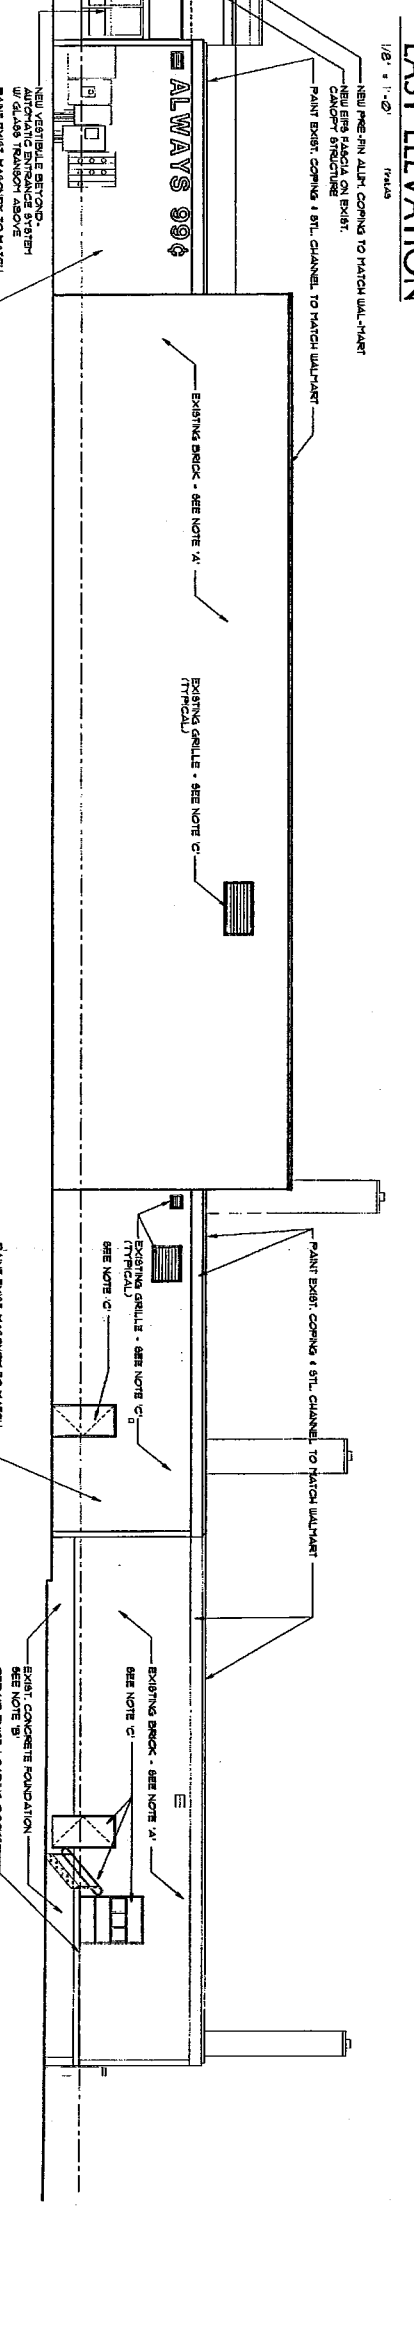 EAST ELEVATION
1/8" = 1'-0"
NEW PRE-FIN ALUM. COPING TO MATCH WAL-MART
NEW EIFS FASCIA ON EXIST.
CANOPY STRUCTURE
PAINT EXIST. COPING & STL. CHANNEL TO MATCH WALMART
ALWAYS 99¢
NEW VESTIBULE BEYOND -
AUTOMATIC ENTRANCE SYSTEM
W/ GLASS TRANSOM ABOVE
EXISTING BRICK - SEE NOTE 'A'
EXISTING GRILLE - SEE NOTE 'C'
(TYPICAL)
PAINT EXIST. COPING & STL. CHANNEL TO MATCH WALMART
EXISTING GRILLE - SEE NOTE 'C'
(TYPICAL)
SEE NOTE 'C'
EXISTING BRICK - SEE NOTE 'A'
SEE NOTE 'C'
EXIST. CONCRETE FOUNDATION
SEE NOTE 'B'